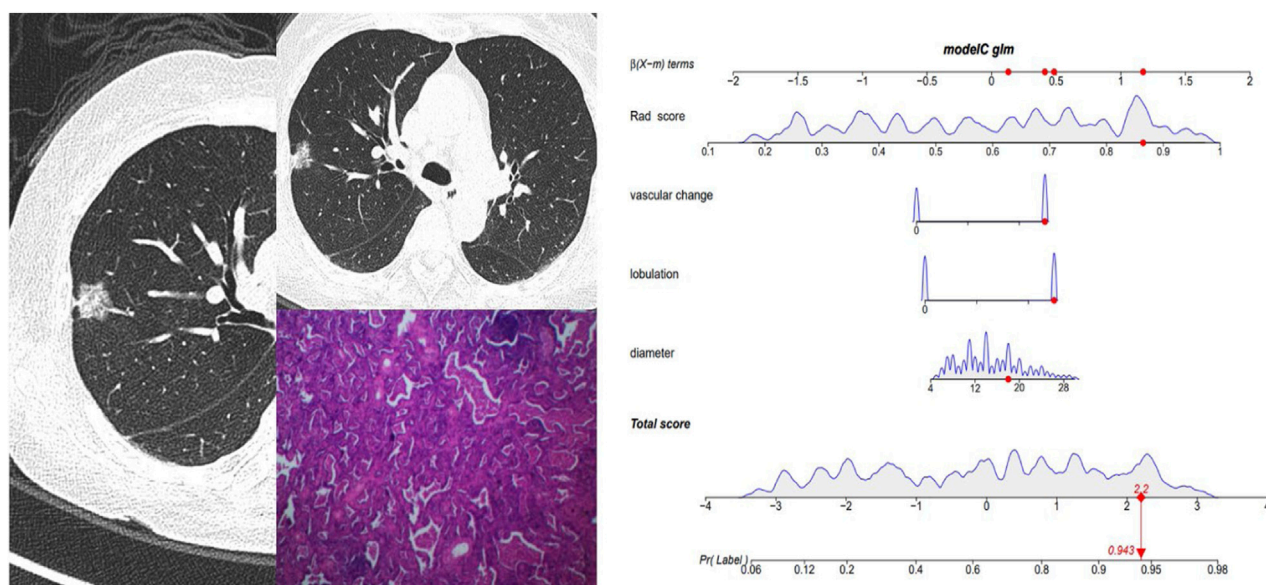 modelC glm
β(X−m) terms
−2 −1.5 −1 −0.5 0 0.5 1 1.5 2
Rad score
0.1 0.2 0.3 0.4 0.5 0.6 0.7 0.8 0.9 1
vascular change
0
lobulation
0
diameter
4 12 20 28
Total score
2.2
−4 −3 −2 −1 0 1 2 3 4
0.943
Pr( Label )
0.06 0.12 0.2 0.4 0.6 0.8 0.9 0.95 0.98